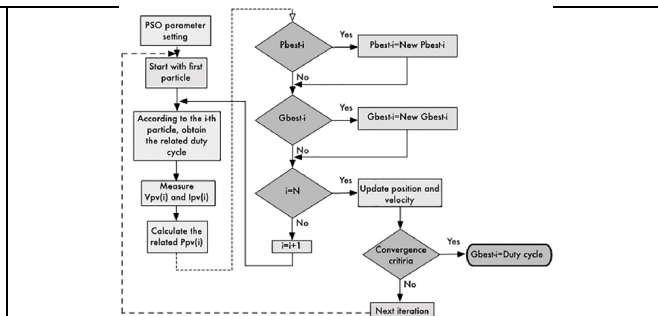 PSO parameter
setting
Start with first
particle
According to the i-th
particle, obtain
the related duty
cycle
Measure
Vpv(i) and Ipv(i)
Calculate the
related Ppv(i)
Pbest-i
Yes
Pbest-i=New Pbest-i
No
Gbest-i
Yes
Gbest-i=New Gbest-i
No
i=N
Yes
Update position and
velocity
No
i=i+1
Convergence
critiria
Yes
Gbest-i=Duty cycle
No
Next iteration